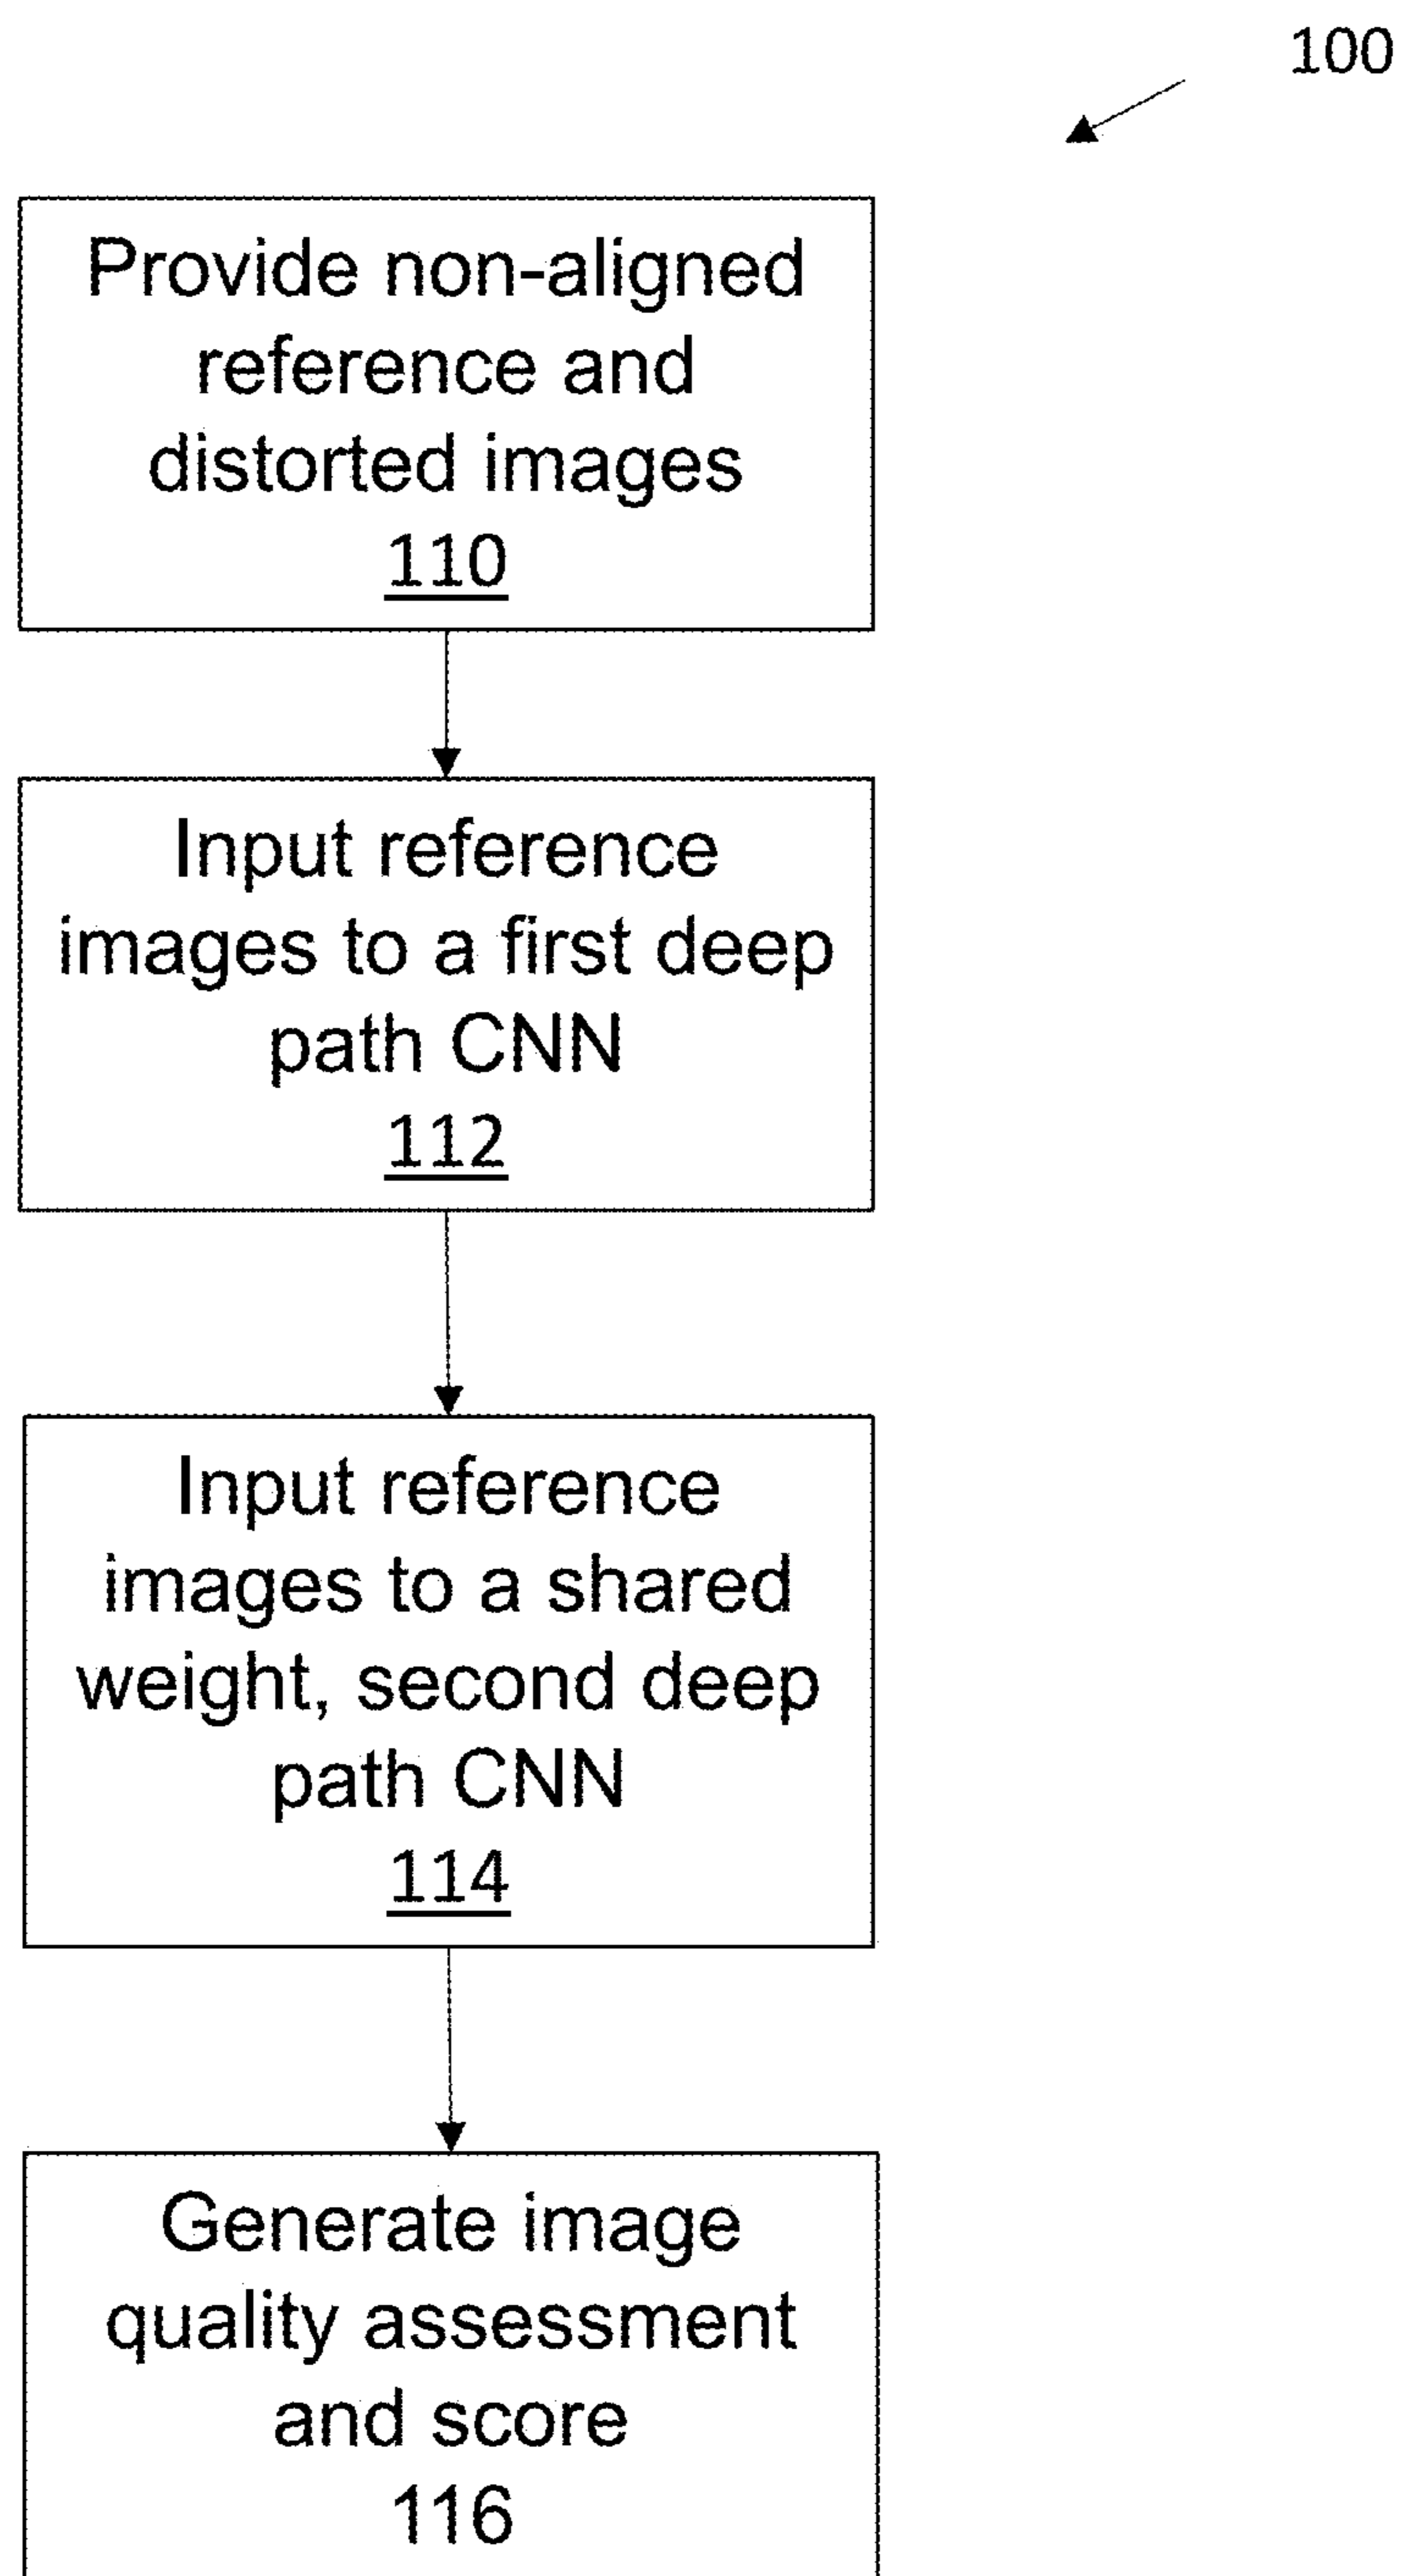 100
Provide non-aligned
reference and
distorted images
110
Input reference
images to a first deep
path CNN
112
Input reference
images to a shared
weight, second deep
path CNN
114
Generate image
quality assessment
and score
116